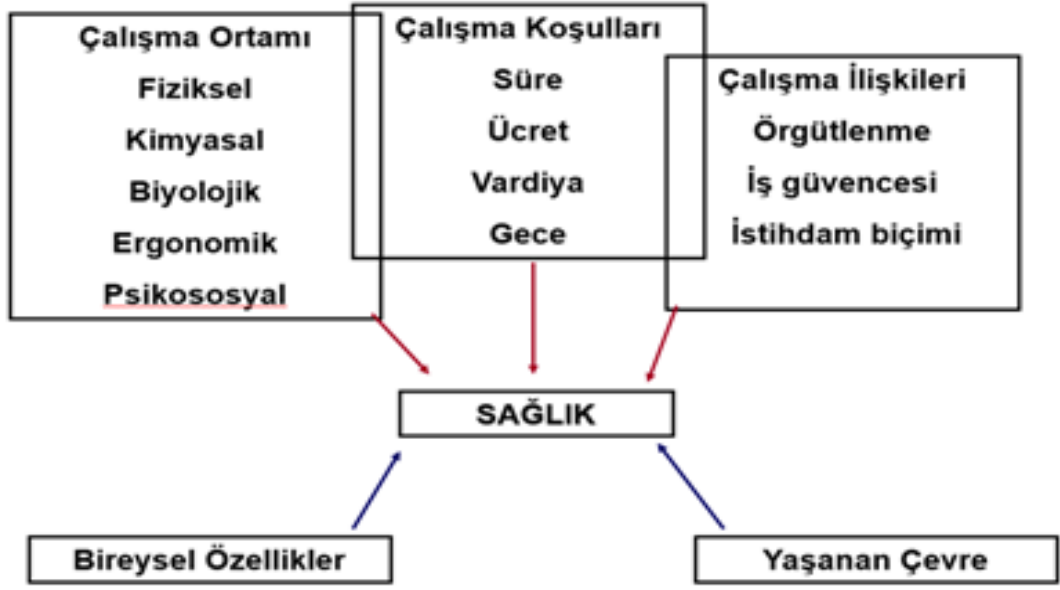 Çalışma Ortamı
Fiziksel
Kimyasal
Biyolojik
Ergonomik
Psikososyal
Çalışma Koşulları
Süre
Ücret
Vardiya
Gece
Çalışma İlişkileri
Örgütlenme
İş güvencesi
İstihdam biçimi
SAĞLIK
Bireysel Özellikler
Yaşanan Çevre